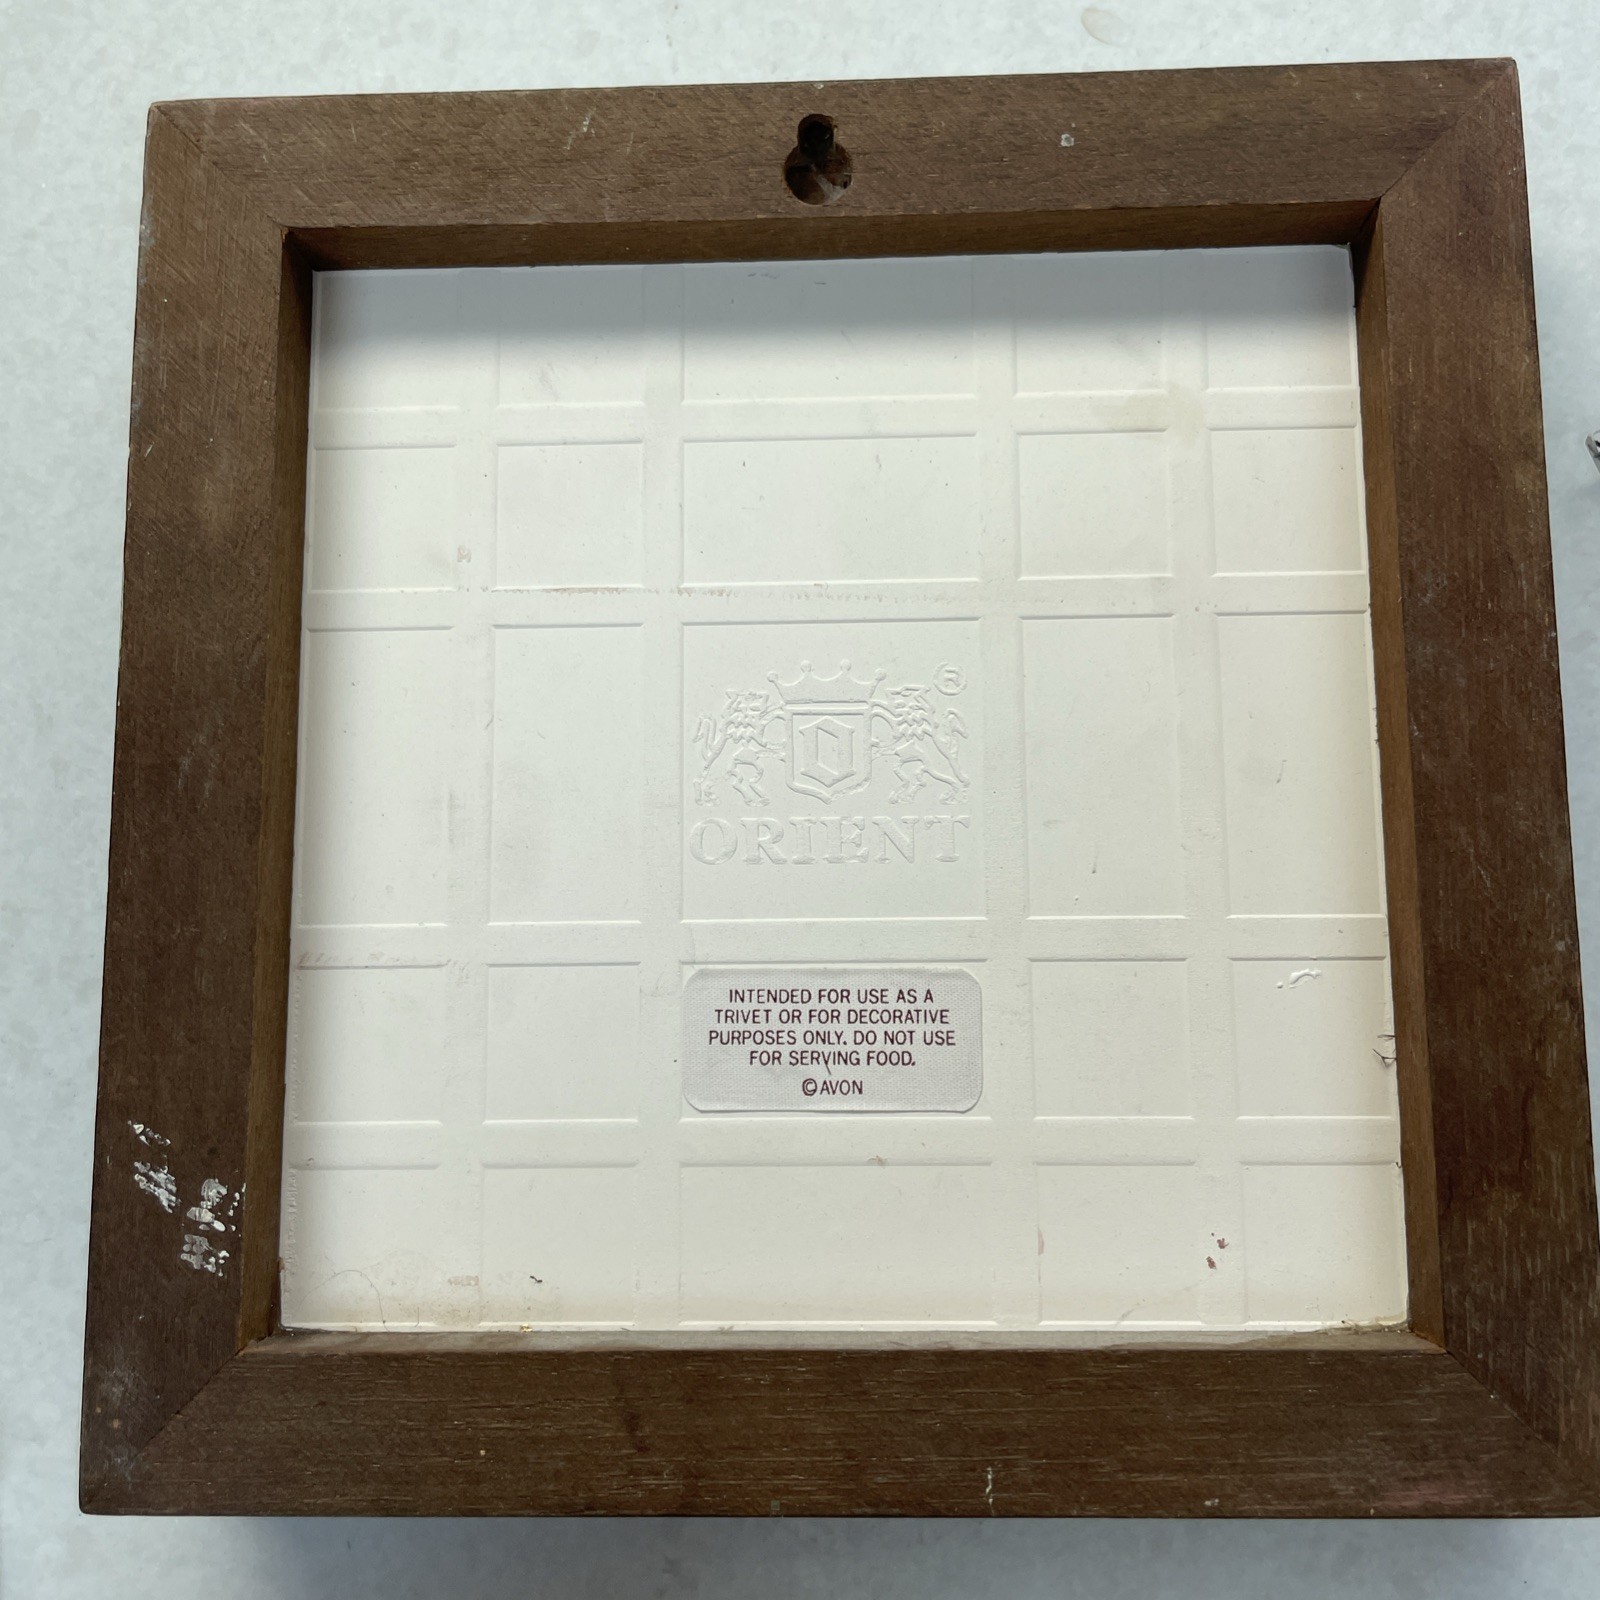 ®
ORIENT
INTENDED FOR USE AS A
TRIVET OR FOR DECORATIVE
PURPOSES ONLY. DO NOT USE
FOR SERVING FOOD.
©AVON